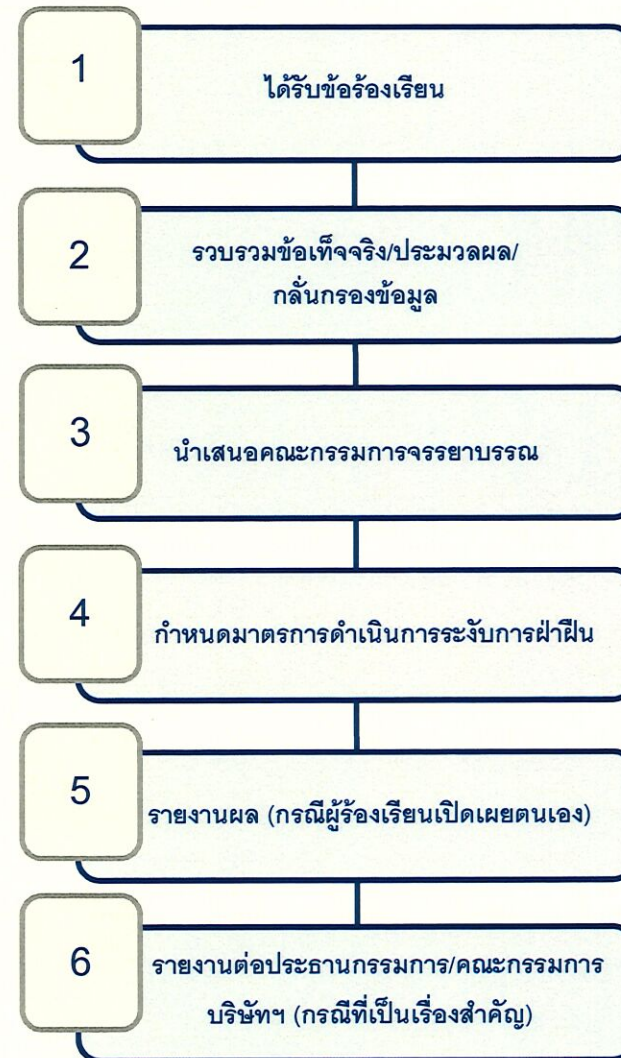 1
ได้รับข้อร้องเรียน
2
รวบรวมข้อเท็จจริง/ประมวลผล/
กลั่นกรองข้อมูล
3
นำเสนอคณะกรรมการจรรยาบรรณ
4
กำหนดมาตรการดำเนินการระงับการฝ่าฝืน
5
รายงานผล (กรณีผู้ร้องเรียนเปิดเผยตนเอง)
6
รายงานต่อประธานกรรมการ/คณะกรรมการ
บริษัทฯ (กรณีที่เป็นเรื่องสำคัญ)